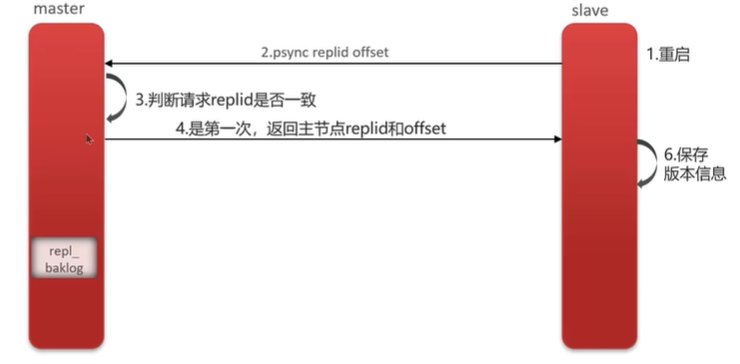 master
slave
2.psync replid offset
1.重启
3.判断请求replid是否一致
4.是第一次，返回主节点replid和offset
6.保存
版本信息
repl_
baklog